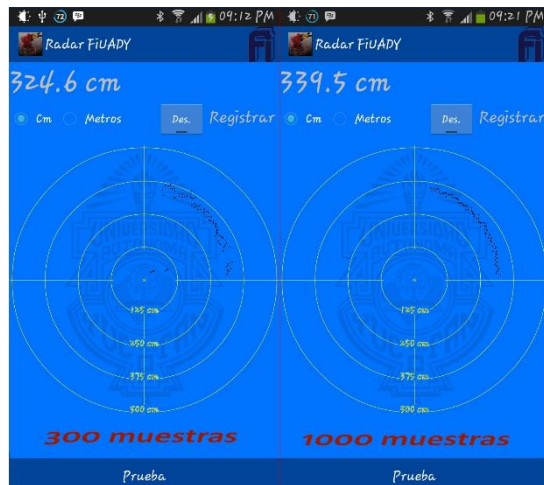 72 09:12 PM
Radar FiUADY
324.6 cm
Cm Metros Des. Registrar
125 cm
250 cm
375 cm
500 cm
300 muestras
Prueba
71 09:21 PM
Radar FiUADY
339.5 cm
Cm Metros Des. Registrar
125 cm
250 cm
375 cm
500 cm
1000 muestras
Prueba